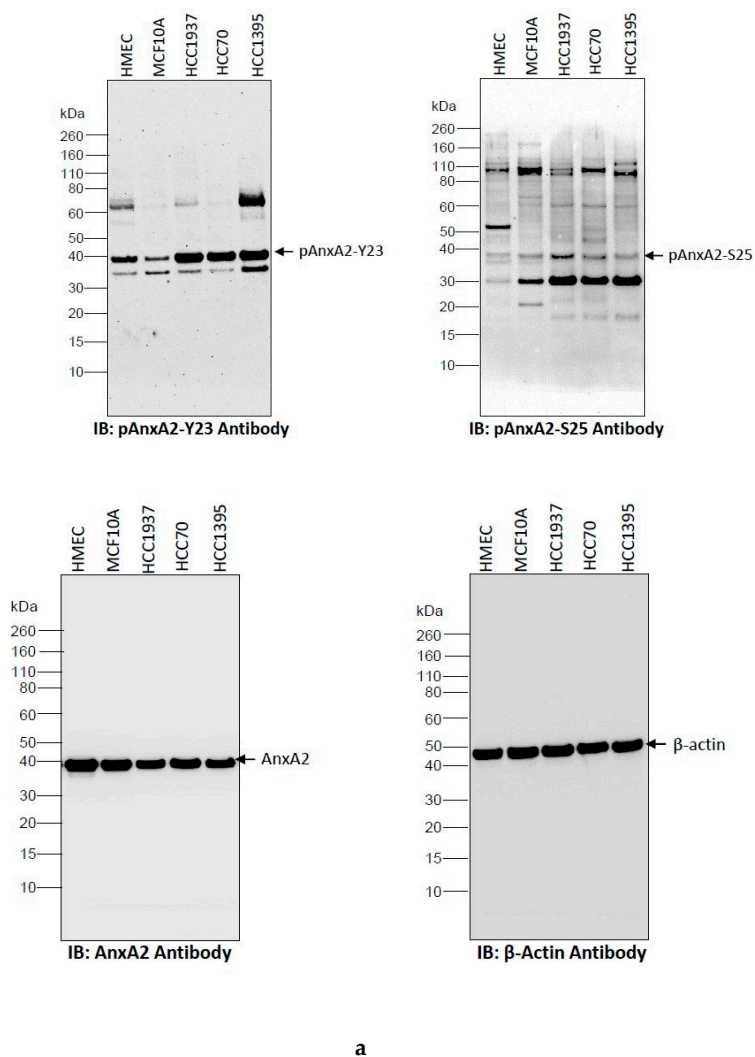 HMEC
MCF10A
HCC1937
HCC70
HCC1395
kDa
260
160
110
80
60
50
40
30
20
15
10
pAnxA2-Y23
IB: pAnxA2-Y23 Antibody
HMEC
MCF10A
HCC1937
HCC70
HCC1395
kDa
260
160
110
80
50
40
30
20
15
10
pAnxA2-S25
IB: pAnxA2-S25 Antibody
HMEC
MCF10A
HCC1937
HCC70
HCC1395
kDa
260
160
110
80
60
50
40
30
20
15
10
AnxA2
IB: AnxA2 Antibody
HMEC
MCF10A
HCC1937
HCC70
HCC1395
kDa
260
160
110
80
60
50
40
30
20
15
10
β-actin
IB: β-Actin Antibody
a